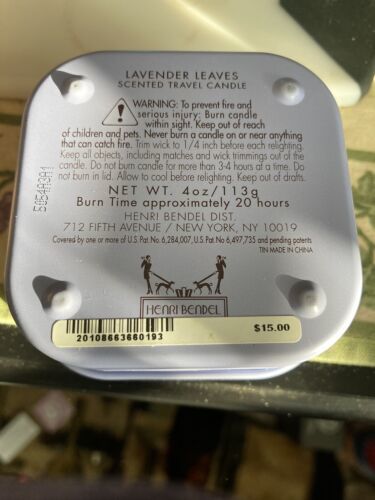 LAVENDER LEAVES
SCENTED TRAVEL CANDLE
WARNING: To prevent fire and
serious injury: Burn candle
within sight. Keep out of reach
of children and pets. Never burn a candle on or near anything
that can catch fire. Trim wick to 1/4 inch before each relighting.
Keep all objects, including matches and wick trimmings out of the
candle. Do not burn candle for more than 3-4 hours at a time. Do
not burn in lid. Allow to cool before relighting. Keep out of drafts.
NET WT. 4oz/113g
Burn Time approximately 20 hours
HENRI BENDEL DIST.
712 FIFTH AVENUE / NEW YORK, NY 10019
Covered by one or more of U.S. Pat. No. 6,284,007, U.S. Pat No. 6,497,735 and pending patents
TIN MADE IN CHINA
HENRI BENDEL
20108663660193
$15.00